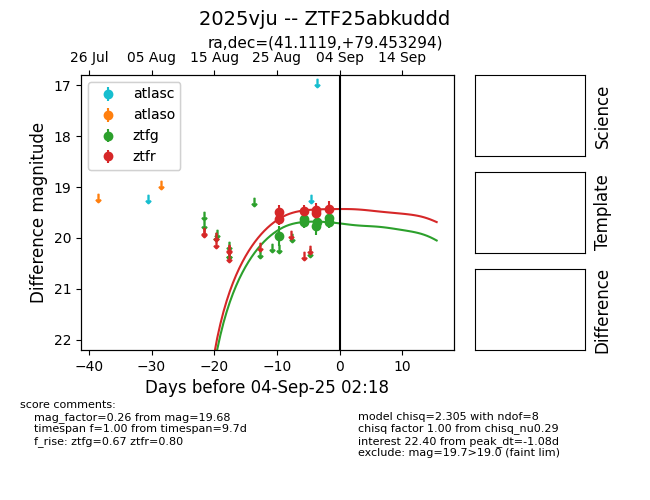 2025vju -- ZTF25abkuddd
ra,dec=(41.1119,+79.453294)
26 Jul 05 Aug 15 Aug 25 Aug 04 Sep 14 Sep
atlasc
atlaso
ztfg
ztfr
17
18
19
20
21
22
Difference magnitude
−40 −30 −20 −10 0 10
Days before 04-Sep-25 02:18
Science
Template
Difference
score comments:
mag_factor=0.26 from mag=19.68
timespan f=1.00 from timespan=9.7d
f_rise: ztfg=0.67 ztfr=0.80
model chisq=2.305 with ndof=8
chisq factor 1.00 from chisq_nu0.29
interest 22.40 from peak_dt=-1.08d
exclude: mag=19.7>19.0 (faint lim)